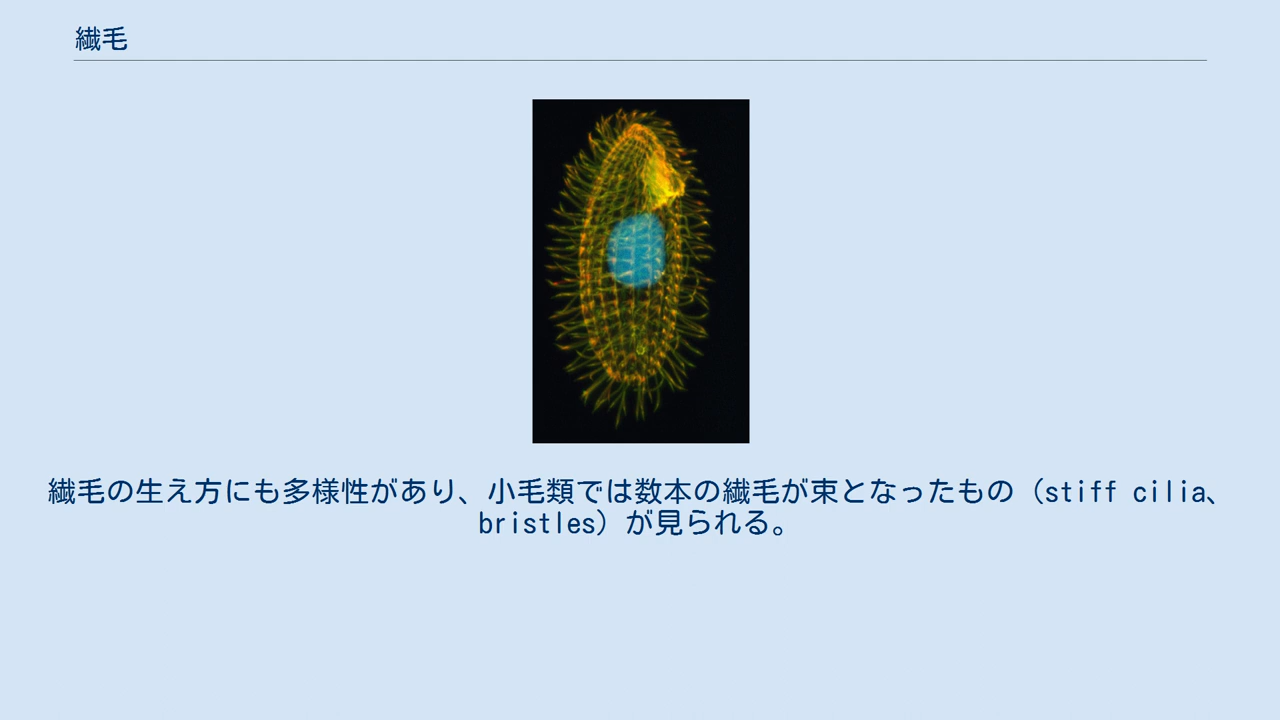 繊毛
繊毛の生え方にも多様性があり、小毛類では数本の繊毛が束となったもの（stiff cilia、
bristles）が見られる。